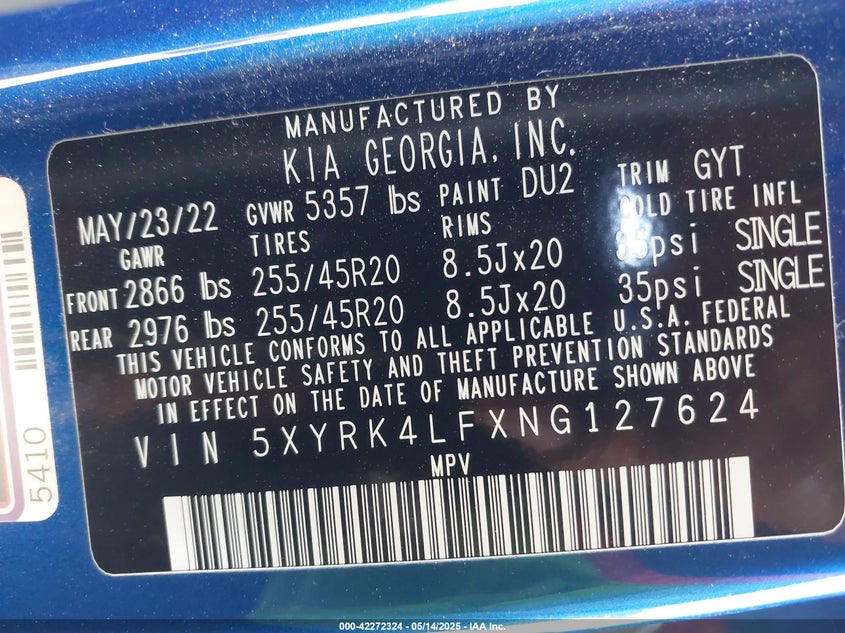 MANUFACTURED BY
KIA GEORGIA, INC.
MAY/23/22 GVWR 5357 lbs PAINT DU2 TRIM GYT
GAWR TIRES RIMS COLD TIRE INFL
FRONT 2866 lbs 255/45R20 8.5Jx20 35psi SINGLE
REAR 2976 lbs 255/45R20 8.5Jx20 35psi SINGLE
THIS VEHICLE CONFORMS TO ALL APPLICABLE U.S.A. FEDERAL
MOTOR VEHICLE SAFETY AND THEFT PREVENTION STANDARDS
IN EFFECT ON THE DATE OF MANUFACTURE SHOWN ABOVE
VIN 5XYRK4LFXNG127624
MPV
5410
000-42272324 - 05/14/2025 - IAA Inc.